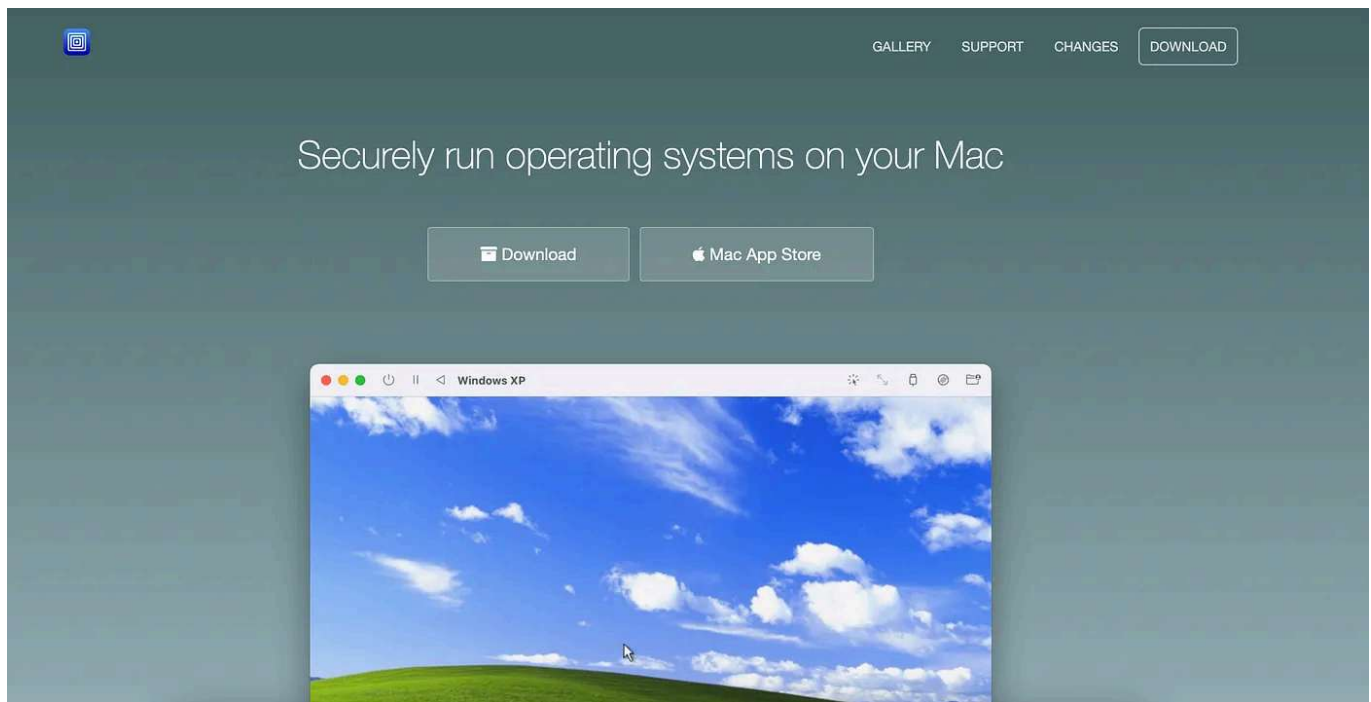 GALLERY SUPPORT CHANGES DOWNLOAD
Securely run operating systems on your Mac
Download Mac App Store
Windows XP